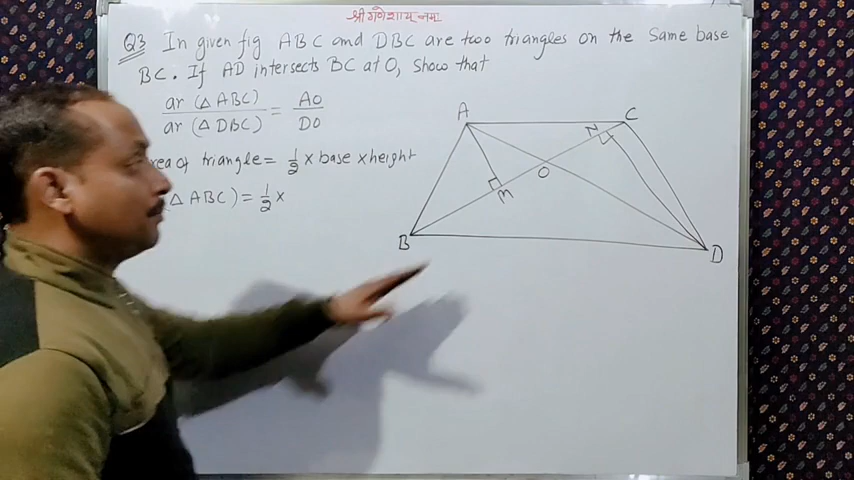 श्री गणेशाय नमः
Q3 In given fig ABC and DBC are two triangles on the same base
BC. If AD intersects BC at O, show that
ar (△ ABC) / ar (△ DBC) = AO / DO
rea of triangle = 1/2 × base × height
(△ ABC) = 1/2 ×
A
C
N
O
M
B
D